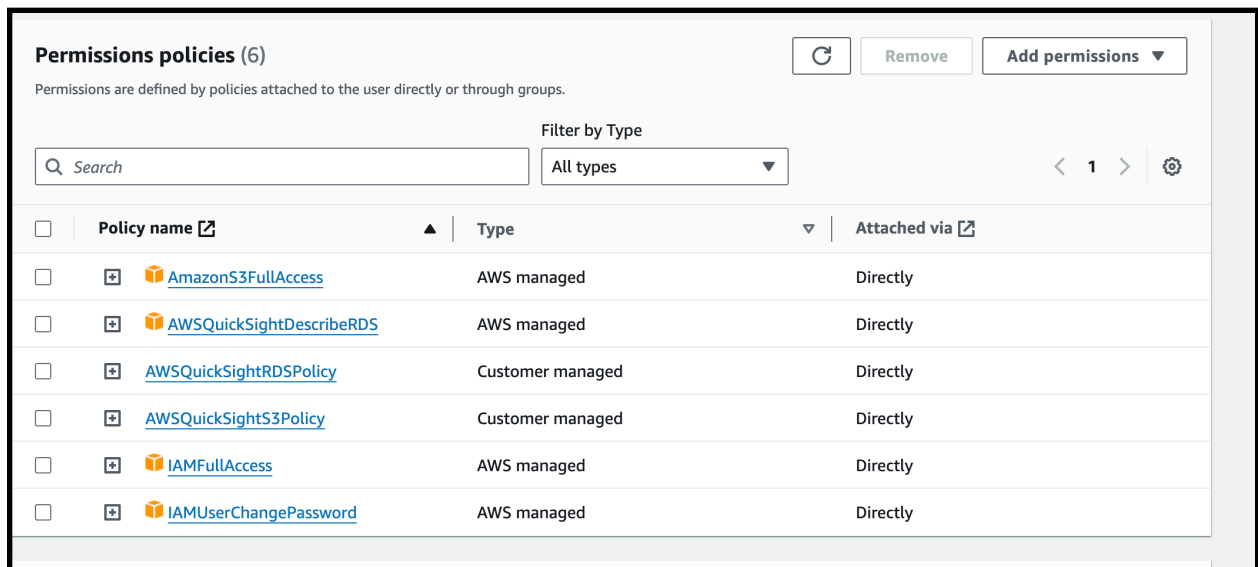 Permissions policies (6)
Remove
Add permissions
Permissions are defined by policies attached to the user directly or through groups.
Filter by Type
Search
All types
1
Policy name Type Attached via
AmazonS3FullAccess AWS managed Directly
AWSQuickSightDescribeRDS AWS managed Directly
AWSQuickSightRDSPolicy Customer managed Directly
AWSQuickSightS3Policy Customer managed Directly
IAMFullAccess AWS managed Directly
IAMUserChangePassword AWS managed Directly